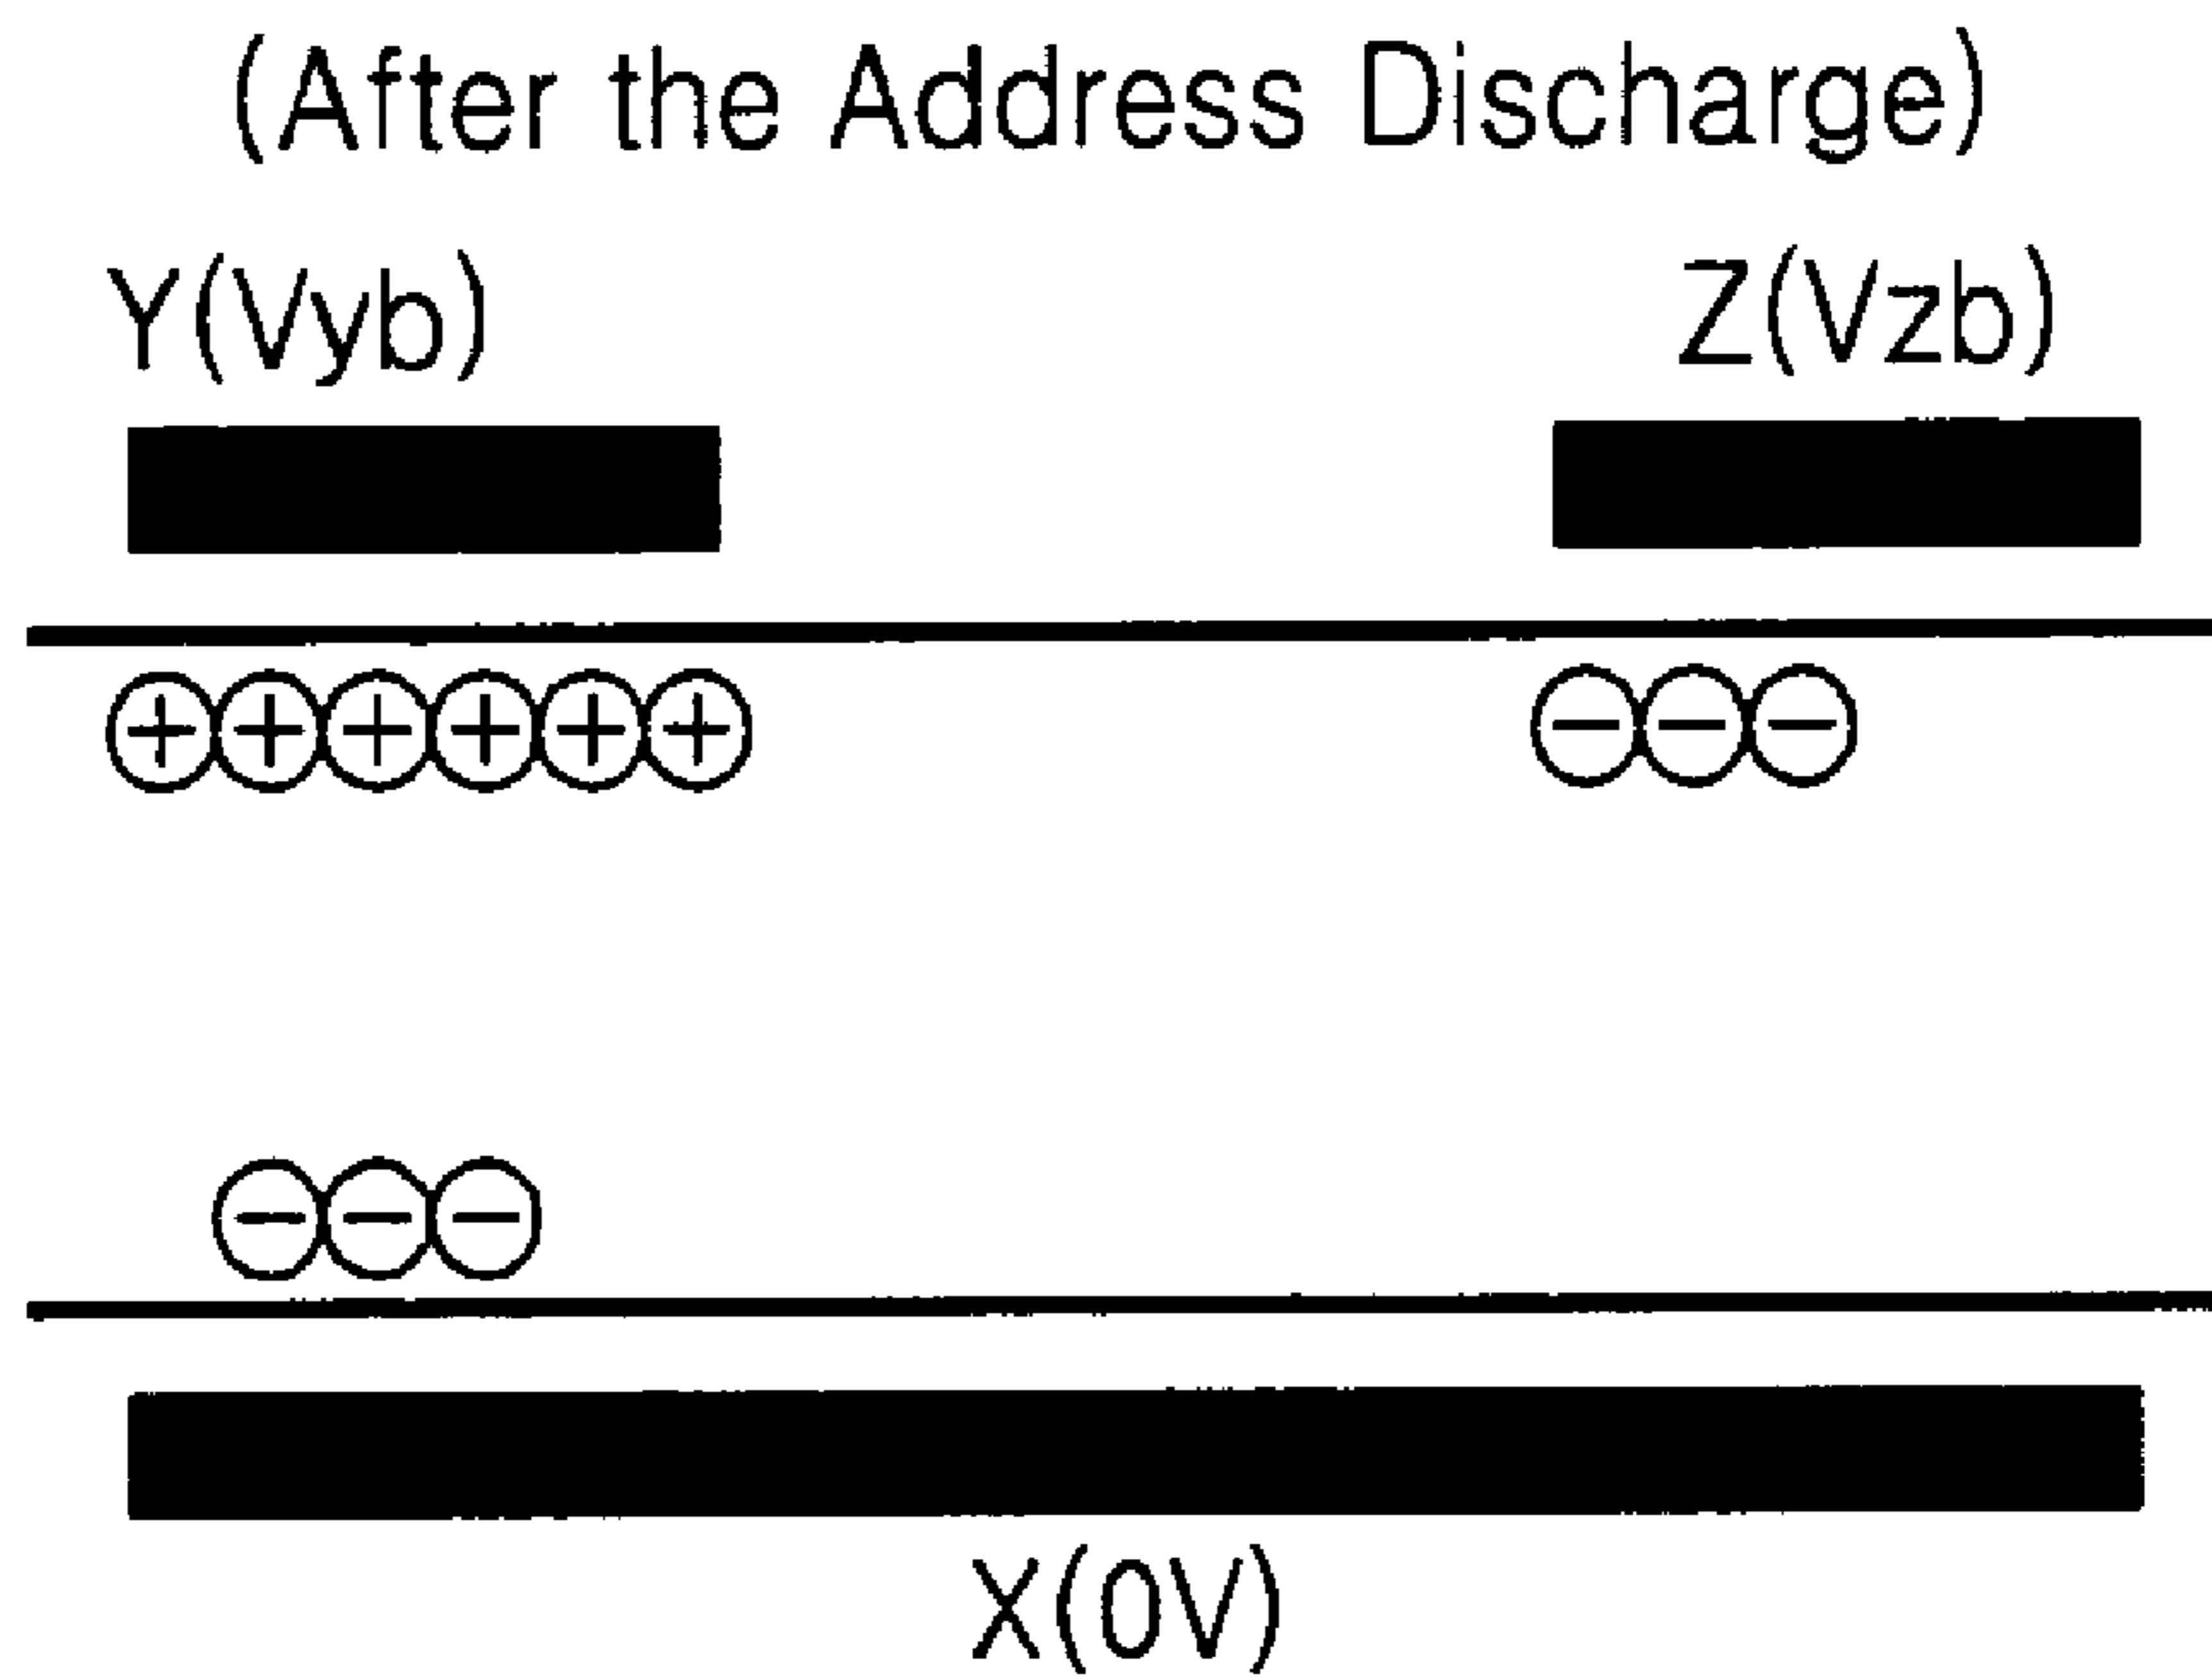 (After the Address Discharge)
Y(Vyb) Z(Vzb)
⊕⊕⊕⊕⊕⊕ ⊖⊖⊖
⊖⊖⊖
X(0V)